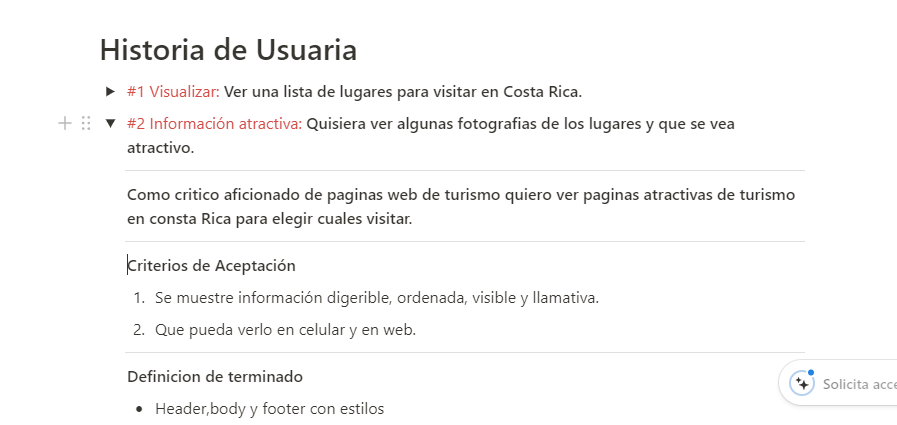 Historia de Usuaria
#1 Visualizar: Ver una lista de lugares para visitar en Costa Rica.
#2 Información atractiva: Quisiera ver algunas fotografias de los lugares y que se vea
atractivo.
Como critico aficionado de paginas web de turismo quiero ver paginas atractivas de turismo
en consta Rica para elegir cuales visitar.
Criterios de Aceptación
1. Se muestre información digerible, ordenada, visible y llamativa.
2. Que pueda verlo en celular y en web.
Definicion de terminado
• Header,body y footer con estilos
Solicita acce